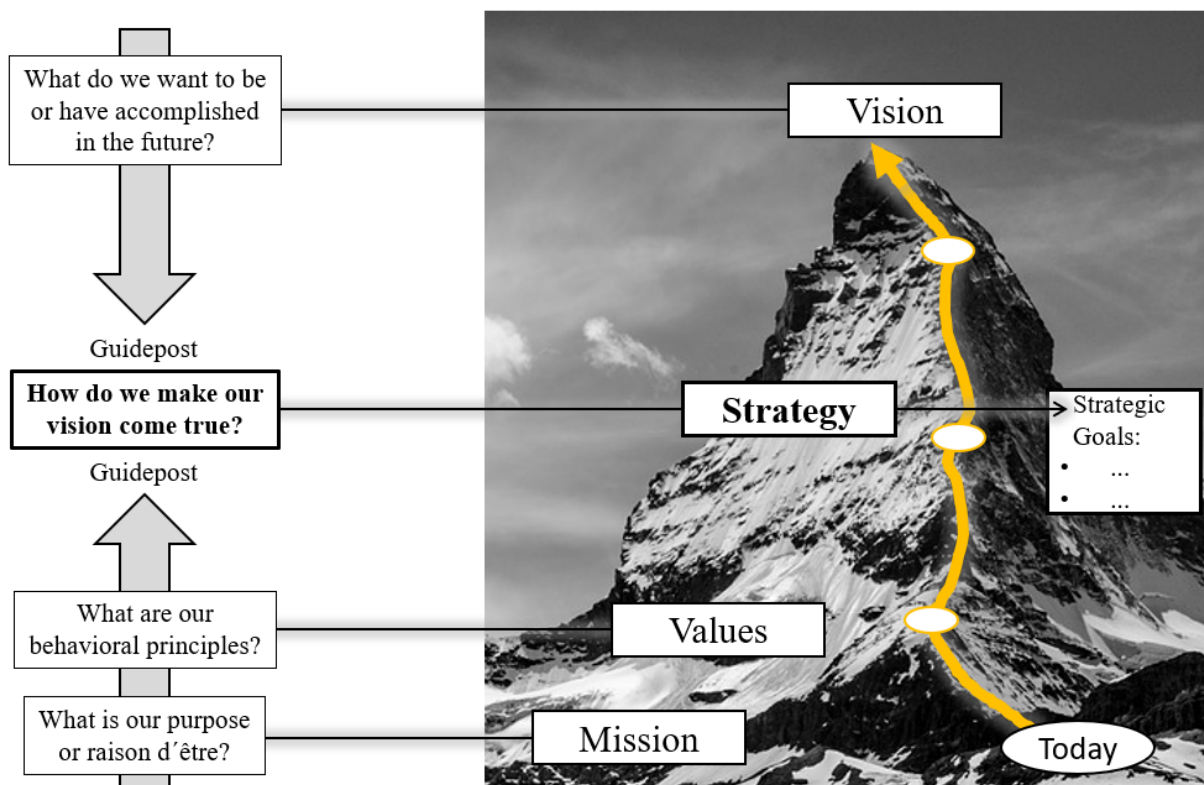 What do we want to be
or have accomplished
in the future?
Vision
Guidepost
How do we make our
vision come true?
Strategy
Strategic
Goals:
• ...
• ...
Guidepost
What are our
behavioral principles?
Values
What is our purpose
or raison d´être?
Mission
Today